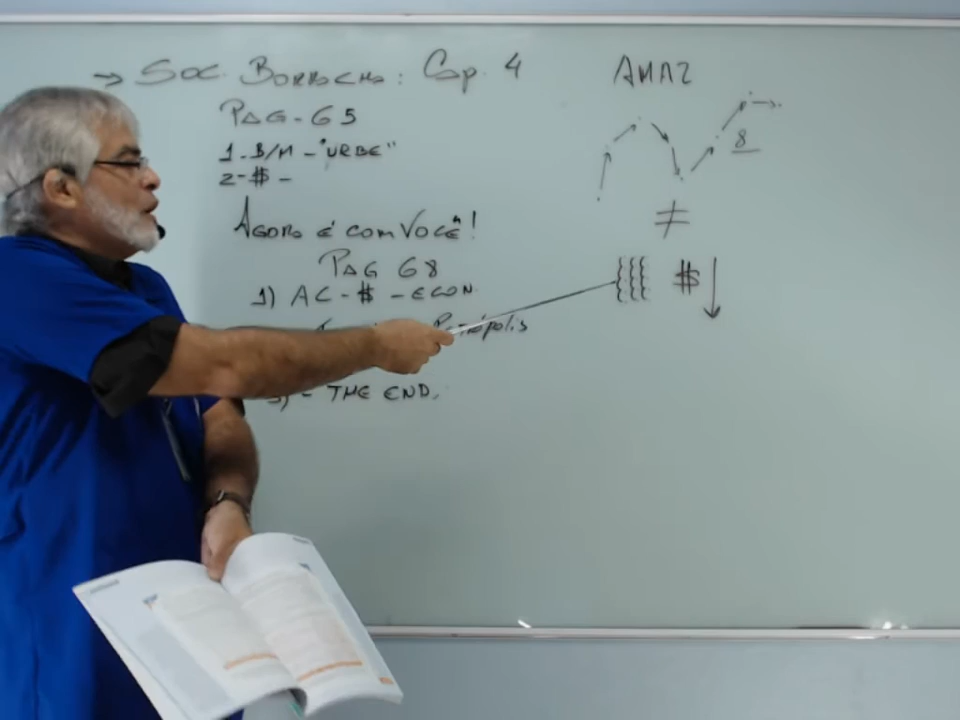 → SOC. BORRACHA: Cap. 4
PAG - 65
1 - B/M - "URBE"
2 - $ -
AGORA É COM VOCÊ"!
PAG 68
1) AC - $ - ECON.
3) - THE END.
AMAZ
8
≠
$ ↓